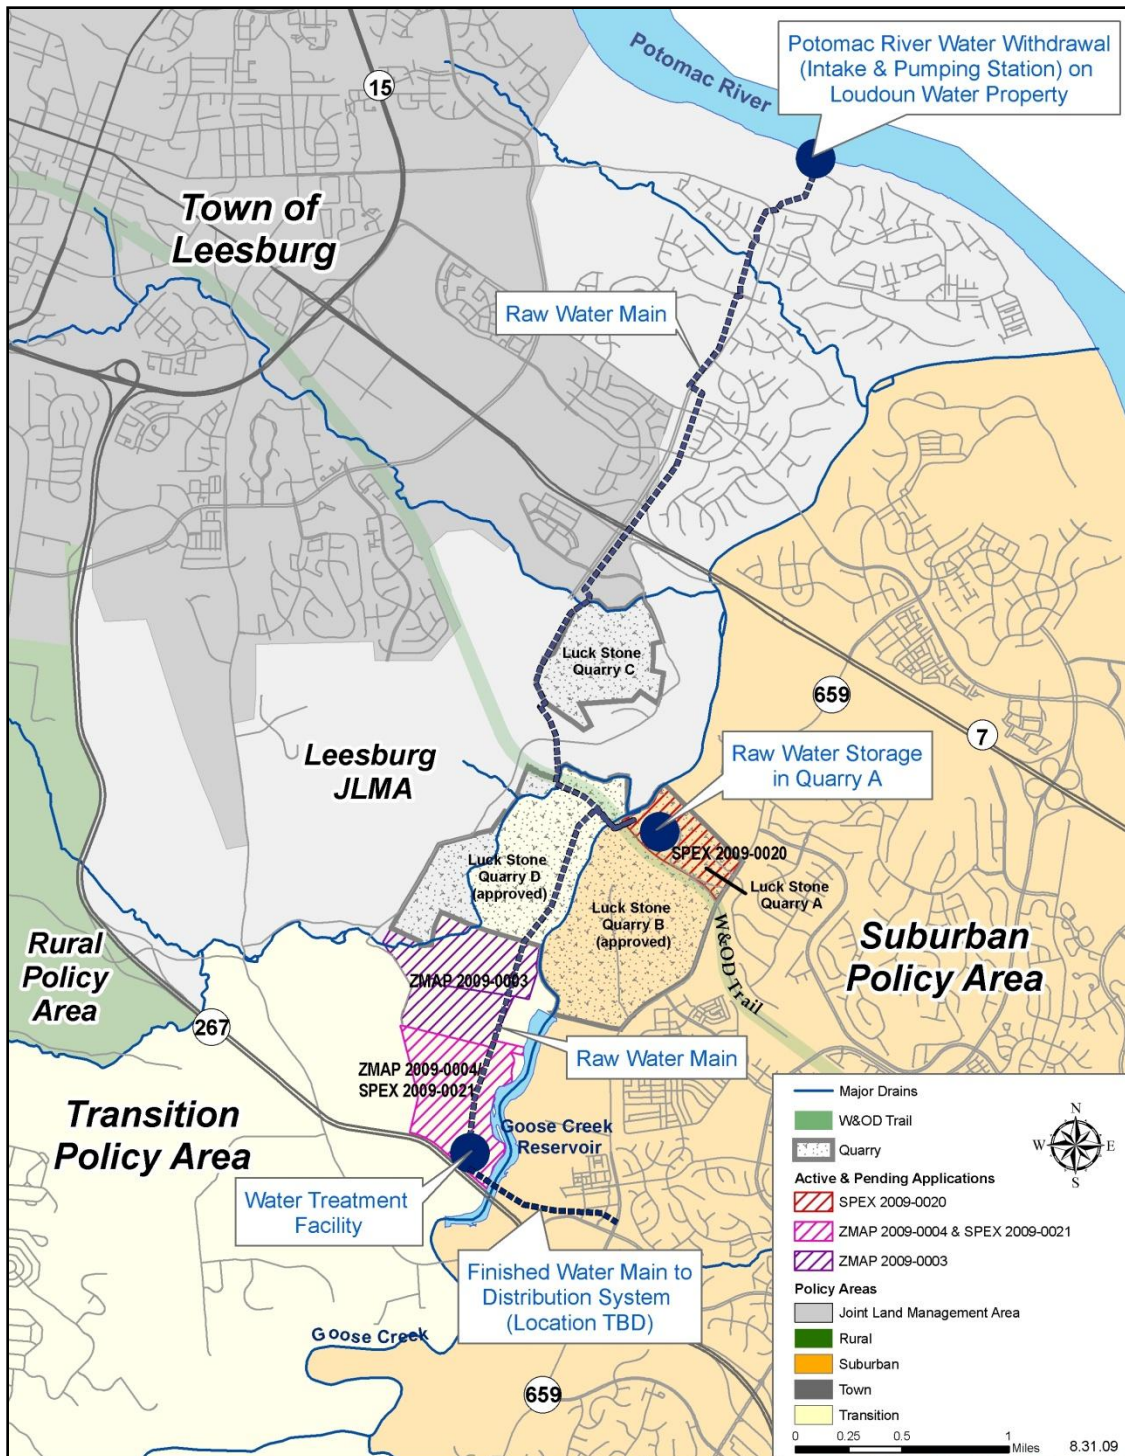 Potomac River Water Withdrawal
(Intake & Pumping Station) on
Loudoun Water Property
Potomac River
15
Town of
Leesburg
Raw Water Main
Luck Stone
Quarry C
659
7
Leesburg
JLMA
Raw Water Storage
in Quarry A
SPEX 2009-0020
Luck Stone
Quarry D
(approved)
Luck Stone
Quarry A
Luck Stone
Quarry B
(approved)
W&OD Trail
Suburban
Policy Area
Rural
Policy
Area
ZMAP 2009-0003
267
Raw Water Main
ZMAP 2009-0004/
SPEX 2009-0021
Transition
Policy Area
Goose Creek
Reservoir
Water Treatment
Facility
Finished Water Main to
Distribution System
(Location TBD)
Goose Creek
659
Major Drains
W&OD Trail
Quarry
N
W
E
S
Active & Pending Applications
SPEX 2009-0020
ZMAP 2009-0004 & SPEX 2009-0021
ZMAP 2009-0003
Policy Areas
Joint Land Management Area
Rural
Suburban
Town
Transition
0 0.25 0.5 1
Miles
8.31.09